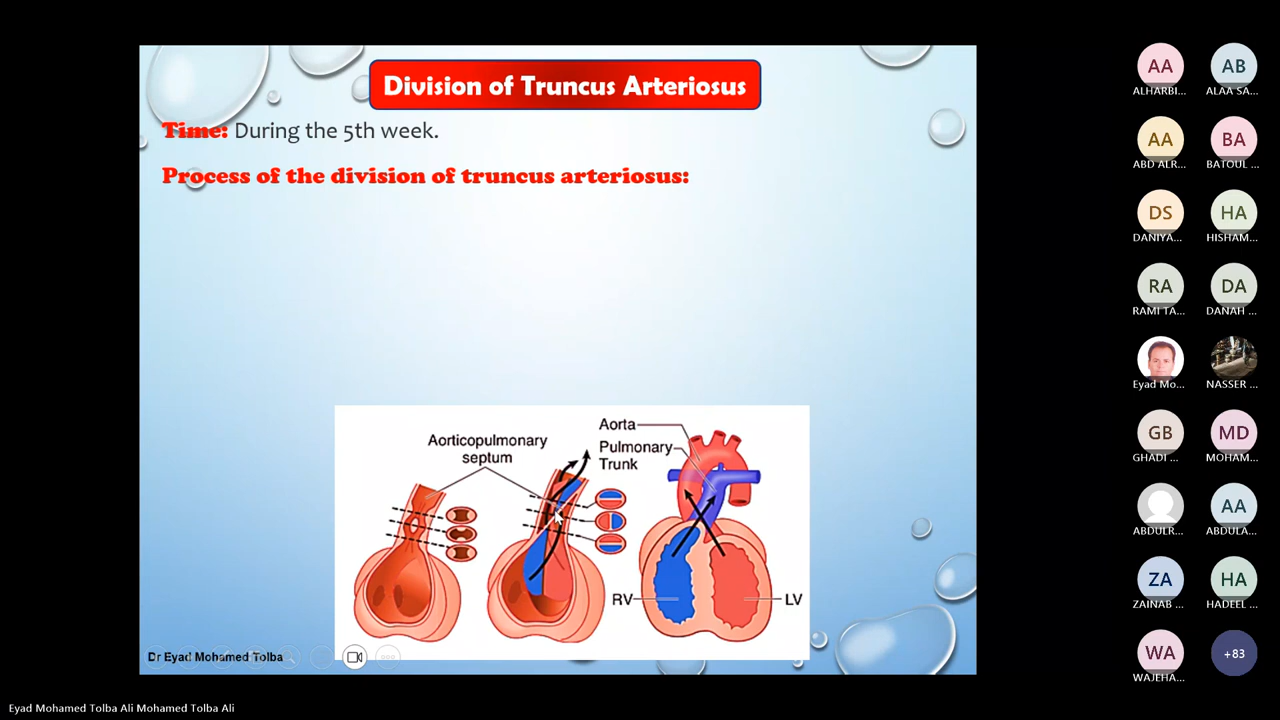 Division of Truncus Arteriosus
Time: During the 5th week.
Process of the division of truncus arteriosus:
Aorticopulmonary
septum
Aorta
Pulmonary
Trunk
RV
LV
Dr Eyad Mohamed Tolba
Eyad Mohamed Tolba Ali Mohamed Tolba Ali
AA
ALHARBI...
AB
ALAA SA...
AA
ABD ALR...
BA
BATOUL ...
DS
DANIYA...
HA
HISHAM...
RA
RAMI TA...
DA
DANAH ...
Eyad Mo...
NASSER ...
GB
GHADI ...
MD
MOHAM...
ABDULR...
AA
ABDULA...
ZA
ZAINAB ...
HA
HADEEL ...
WA
WAJEHA...
+83